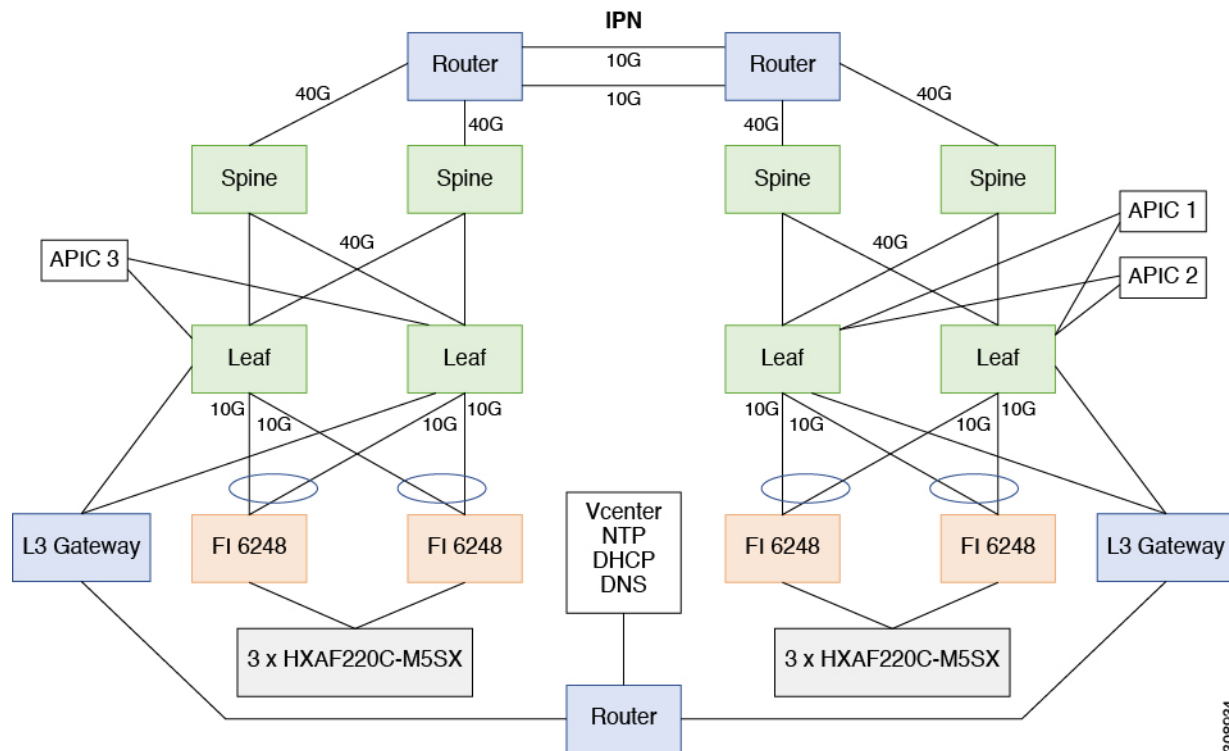 IPN
Router
10G
10G
Router
40G
40G
40G
40G
Spine
Spine
Spine
Spine
APIC 3
40G
40G
APIC 1
APIC 2
Leaf
Leaf
Leaf
Leaf
10G
10G
10G
10G
10G
10G
10G
10G
L3 Gateway
FI 6248
FI 6248
Vcenter
NTP
DHCP
DNS
FI 6248
FI 6248
L3 Gateway
3 x HXAF220C-M5SX
3 x HXAF220C-M5SX
Router